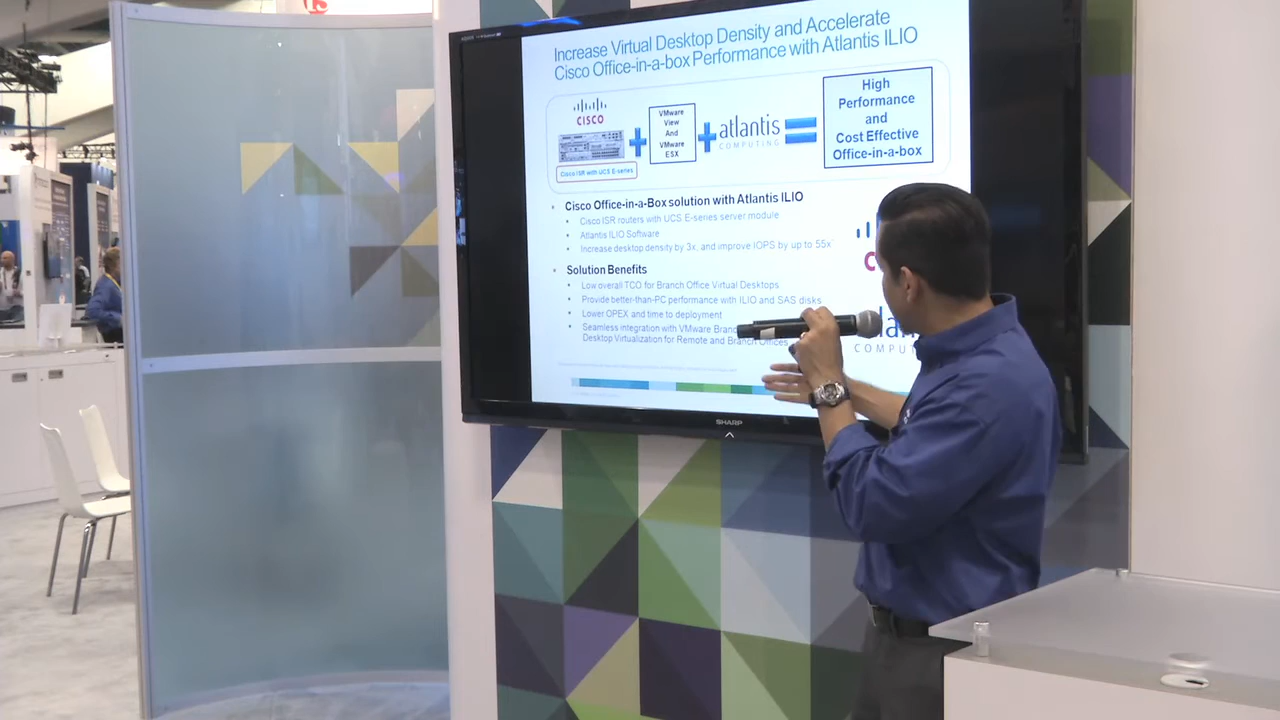 Increase Virtual Desktop Density and Accelerate
Cisco Office-in-a-box Performance with Atlantis ILIO
CISCO
Cisco ISR with UCS E-series
VMware
View
And
VMware
ESX
atlantis
COMPUTING
High
Performance
and
Cost Effective
Office-in-a-box
Cisco Office-in-a-Box solution with Atlantis ILIO
Cisco ISR routers with UCS E-series server module
Atlantis ILIO Software
Increase desktop density by 3x, and improve IOPS by up to 55x
Solution Benefits
Low overall TCO for Branch Office Virtual Desktops
Provide better-than-PC performance with ILIO and SAS disks
Lower OPEX and time to deployment
Seamless integration with VMware
Desktop Virtualization for Remote and Branch Offices
SHARP